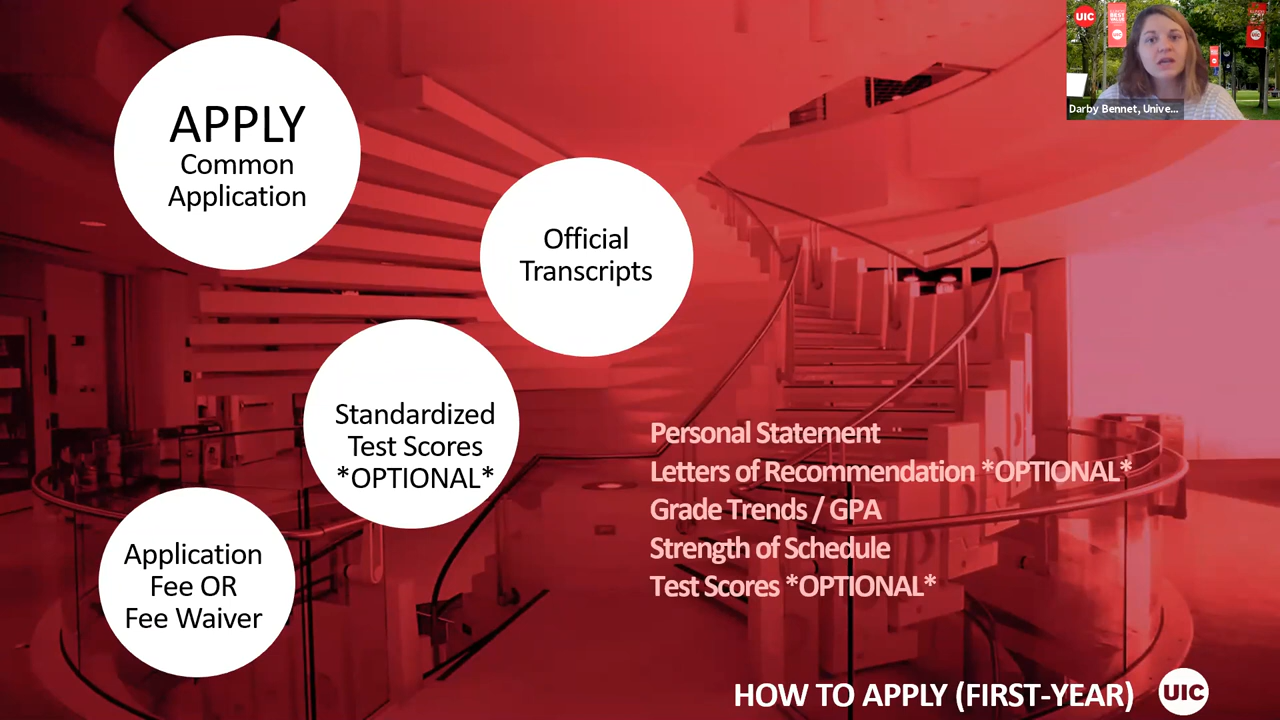 APPLY
Common
Application
Official
Transcripts
Standardized
Test Scores
*OPTIONAL*
Application
Fee OR
Fee Waiver
Personal Statement
Letters of Recommendation *OPTIONAL*
Grade Trends / GPA
Strength of Schedule
Test Scores *OPTIONAL*
HOW TO APPLY (FIRST-YEAR)
UIC
UIC
Darby Bennet, Unive...